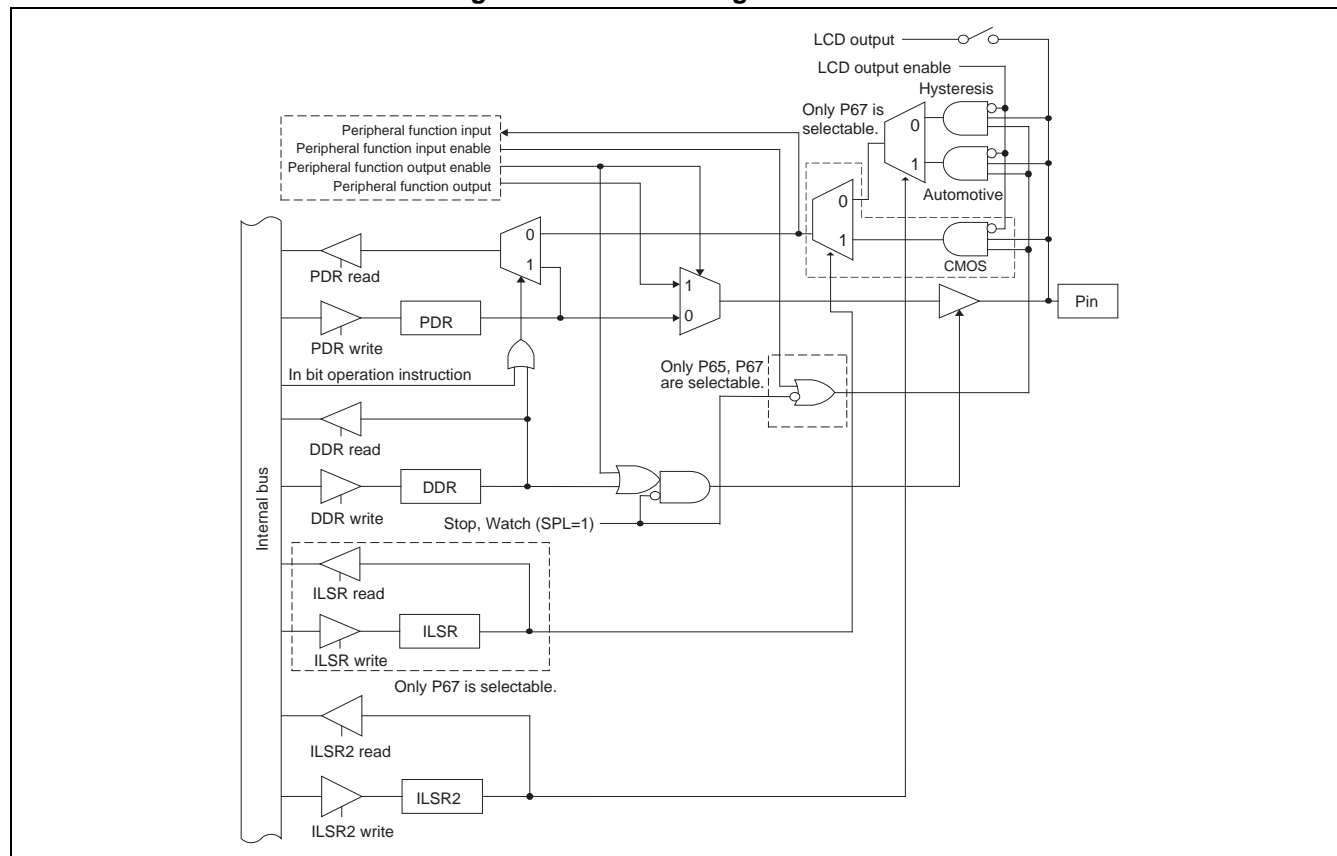 LCD output
LCD output enable
Hysteresis
Only P67 is
selectable.
0
1
Automotive
Peripheral function input
Peripheral function input enable
Peripheral function output enable
Peripheral function output
0
1
CMOS
0
1
PDR read
1
0
Pin
PDR
PDR write
In bit operation instruction
Only P65, P67
are selectable.
DDR read
DDR
DDR write
Stop, Watch (SPL=1)
Internal bus
ILSR read
ILSR
ILSR write
Only P67 is selectable.
ILSR2 read
ILSR2
ILSR2 write